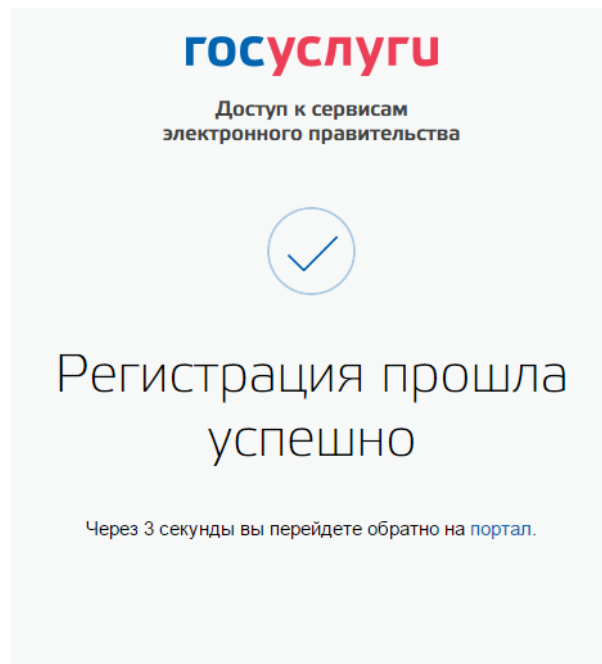 госуслуги
Доступ к сервисам
электронного правительства
Регистрация прошла
успешно
Через 3 секунды вы перейдете обратно на портал.